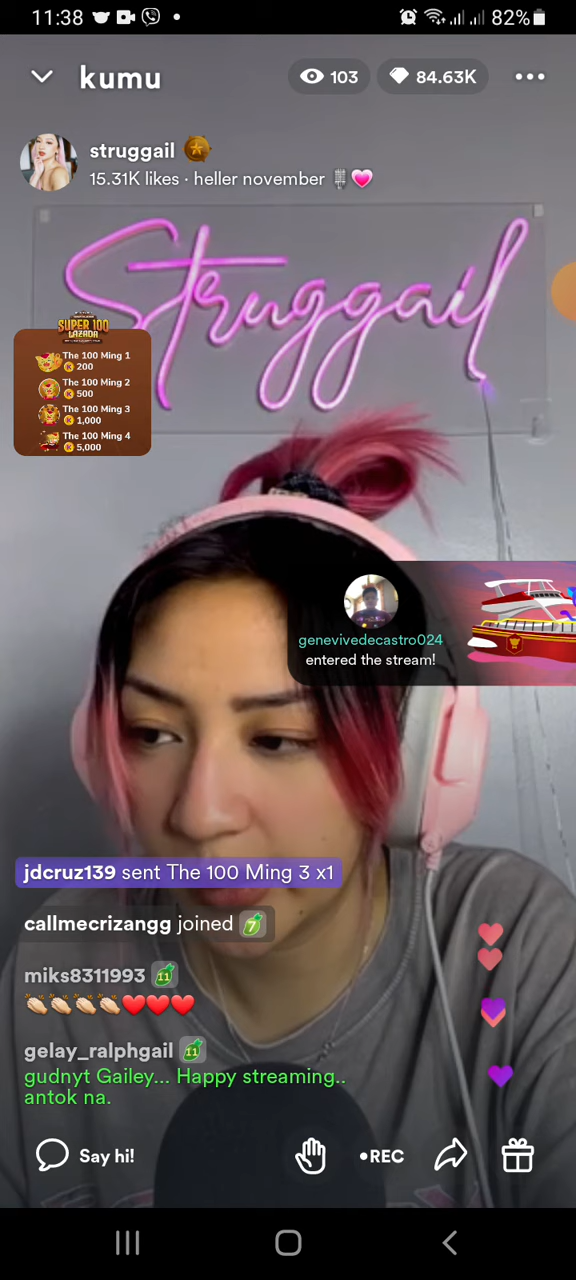 11:38
82%
kumu
103
84.63K
struggail
15.31K likes · heller november
Struggail
SUPER 100
LAZADA
The 100 Ming 1
200
The 100 Ming 2
500
The 100 Ming 3
1,000
The 100 Ming 4
5,000
genevivedecastro024
entered the stream!
jdcruz139 sent The 100 Ming 3 x1
callmecrizangg joined 7
miks8311993 11
gelay_ralphgail 11
gudnyt Gailey... Happy streaming..
antok na.
Say hi!
•REC